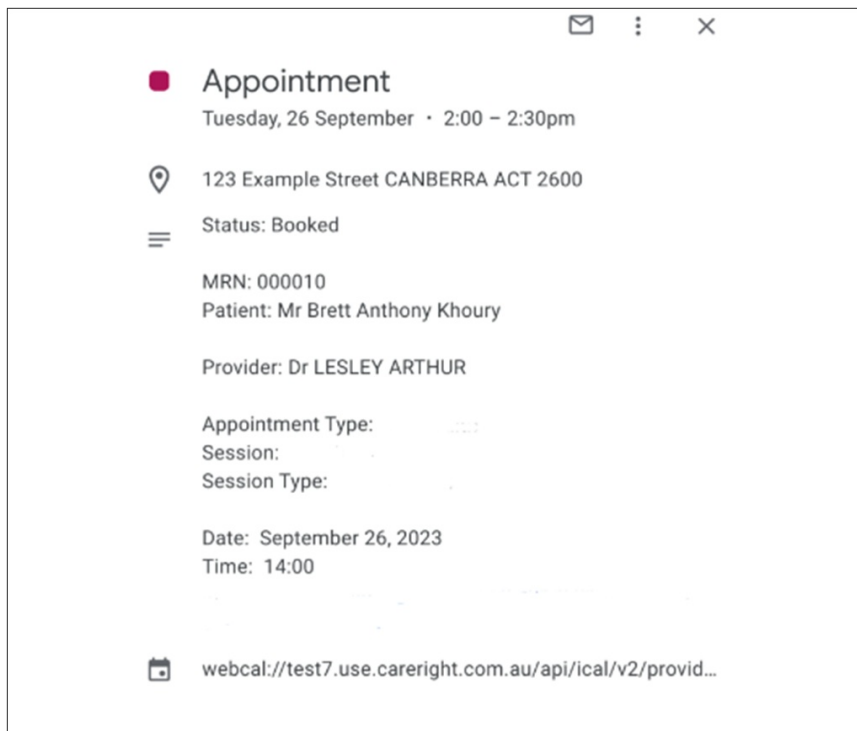 Appointment
Tuesday, 26 September · 2:00 – 2:30pm
123 Example Street CANBERRA ACT 2600
Status: Booked
MRN: 000010
Patient: Mr Brett Anthony Khoury
Provider: Dr LESLEY ARTHUR
Appointment Type:
Session:
Session Type:
Date: September 26, 2023
Time: 14:00
webcal://test7.use.careright.com.au/api/ical/v2/provid...